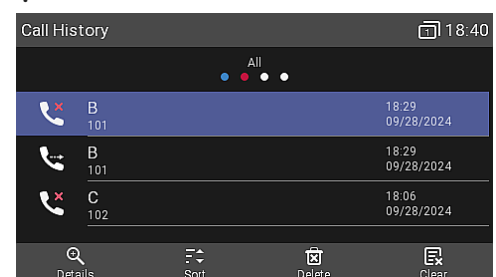 Call History 1 18:40
All
B 18:29
101 09/28/2024
B 18:29
101 09/28/2024
C 18:06
102 09/28/2024
Details Sort Delete Clear